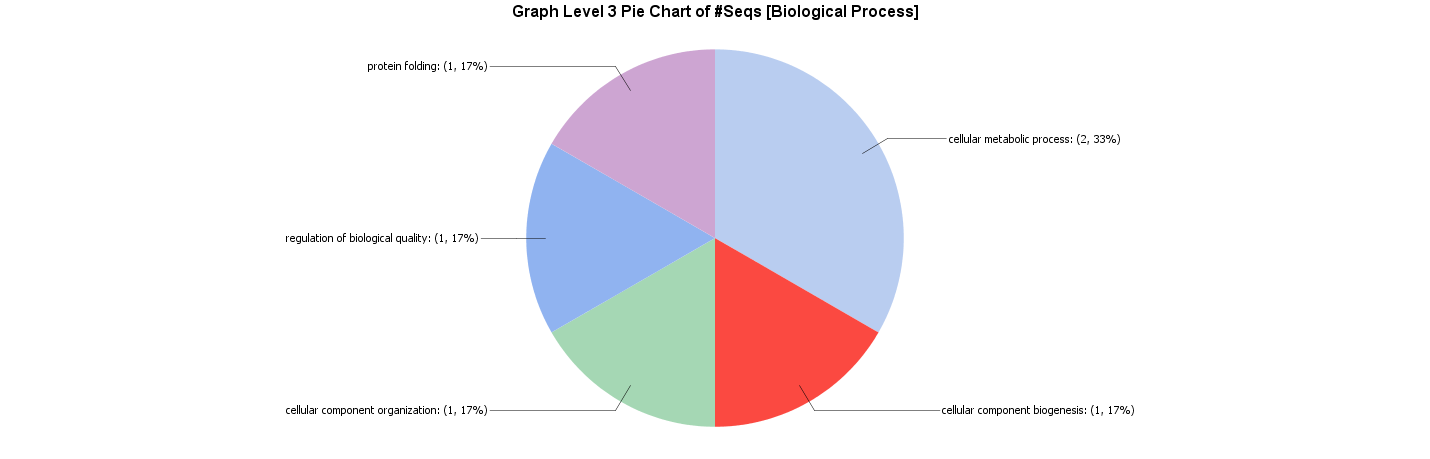 Graph Level 3 Pie Chart of #Seqs [Biological Process]
protein folding: (1, 17%)
cellular metabolic process: (2, 33%)
regulation of biological quality: (1, 17%)
cellular component organization: (1, 17%)
cellular component biogenesis: (1, 17%)